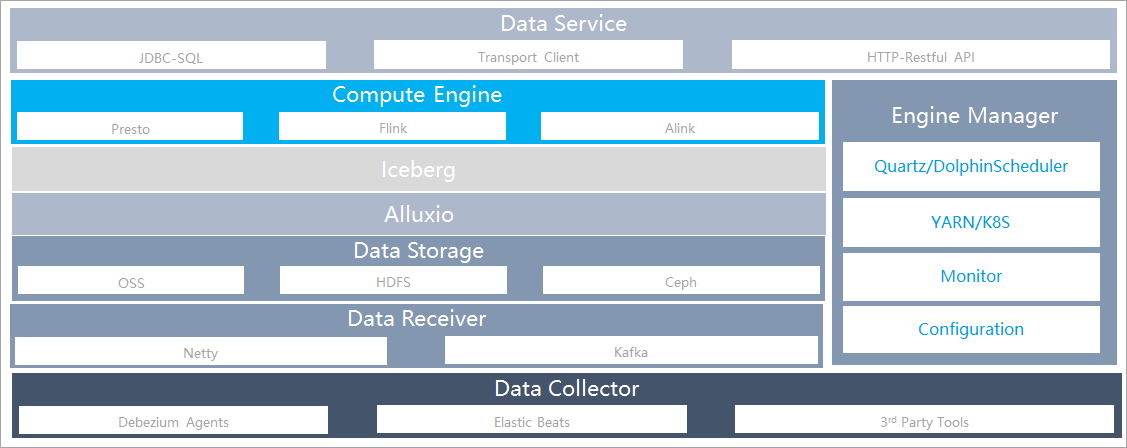 Data Service
JDBC-SQL
Transport Client
HTTP-Restful API
Compute Engine
Presto
Flink
Alink
Iceberg
Alluxio
Data Storage
OSS
HDFS
Ceph
Data Receiver
Netty
Kafka
Engine Manager
Quartz/DolphinScheduler
YARN/K8S
Monitor
Configuration
Data Collector
Debezium Agents
Elastic Beats
3rd Party Tools